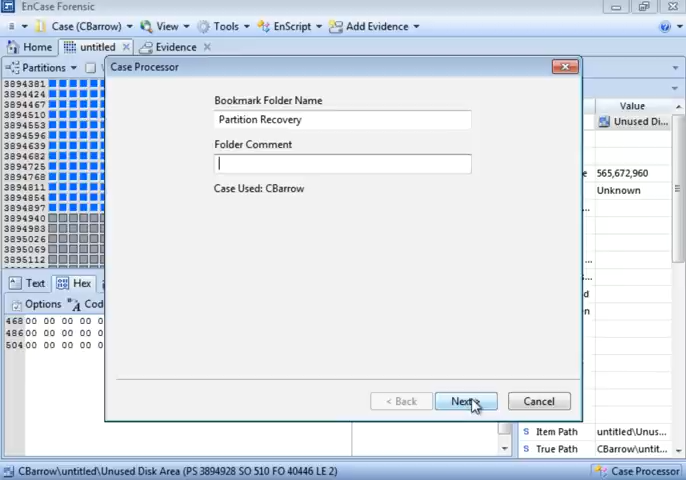 EnCase Forensic
Case (CBarrow) View Tools EnScript Add Evidence
Home untitled Evidence
Partitions
Case Processor
Bookmark Folder Name
Partition Recovery
Folder Comment
Case Used: CBarrow
< Back Next > Cancel
3894381
3894424
3894467
3894510
3894553
3894596
3894639
3894682
3894725
3894768
3894811
3894854
3894897
3894940
3894983
3895026
3895069
3895112
Text Hex
Options Cod
468 00 00 00 00 0
486 00 00 00 00 0
504 00 00 00 00 0
Value
Unused Di...
e 565,672,960
Unknown
S Item Path untitled\Unus...
S True Path CBarrow\untit...
CBarrow\untitled\Unused Disk Area (PS 3894928 SO 510 FO 40446 LE 2)
Case Processor